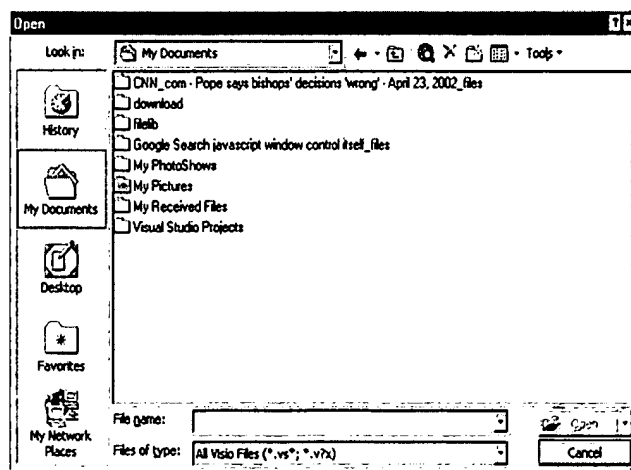 Open
Look in: My Documents Tools
CNN_com - Pope says bishops' decisions 'wrong' - April 23, 2002_files
download
filelib
Google Search javascript window control itself_files
My PhotoShows
My Pictures
My Received Files
Visual Studio Projects
History
My Documents
Desktop
Favorites
My Network
Places
File name:
Open
Files of type: All Visio Files (*.vs*; *.v?x)
Cancel